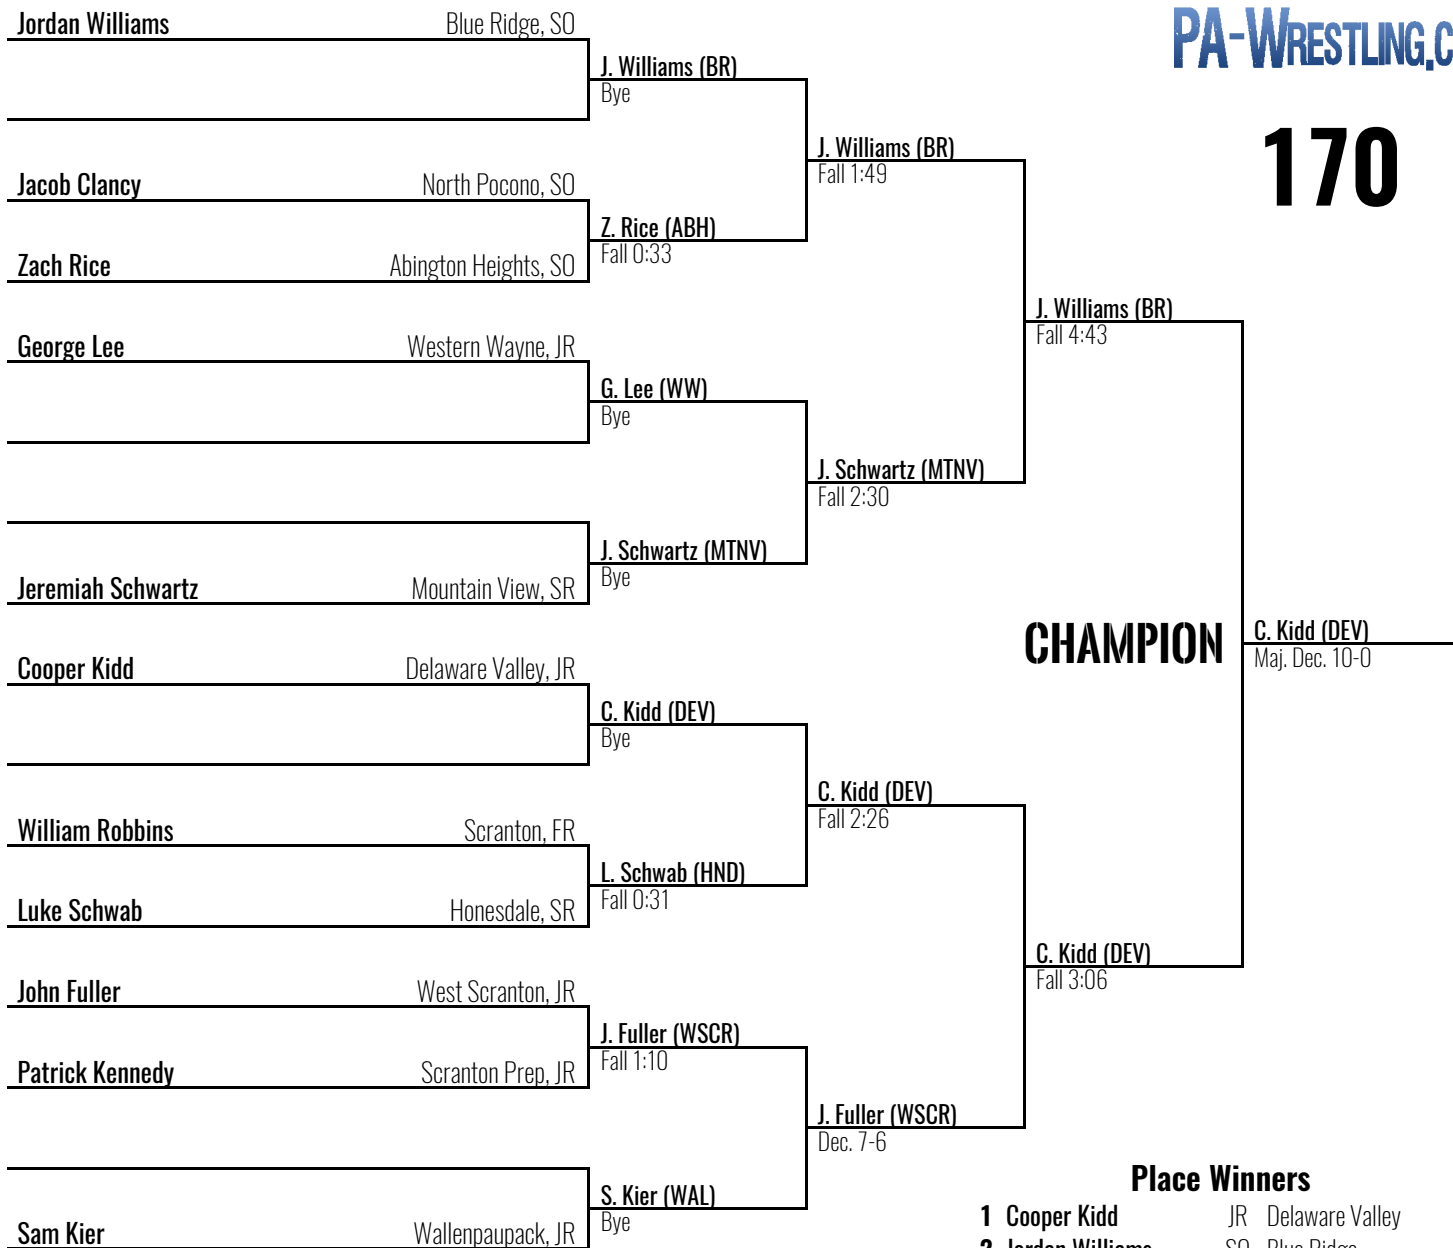 PA-WRESTLING.C
170
Jordan Williams Blue Ridge, SO
J. Williams (BR)
Bye
J. Williams (BR)
Fall 1:49
Jacob Clancy North Pocono, SO
Z. Rice (ABH)
Fall 0:33
Zach Rice Abington Heights, SO
J. Williams (BR)
Fall 4:43
George Lee Western Wayne, JR
G. Lee (WW)
Bye
J. Schwartz (MTNV)
Fall 2:30
J. Schwartz (MTNV)
Bye
Jeremiah Schwartz Mountain View, SR
CHAMPION
C. Kidd (DEV)
Maj. Dec. 10-0
Cooper Kidd Delaware Valley, JR
C. Kidd (DEV)
Bye
C. Kidd (DEV)
Fall 2:26
William Robbins Scranton, FR
L. Schwab (HND)
Fall 0:31
Luke Schwab Honesdale, SR
C. Kidd (DEV)
Fall 3:06
John Fuller West Scranton, JR
J. Fuller (WSCR)
Fall 1:10
Patrick Kennedy Scranton Prep, JR
J. Fuller (WSCR)
Dec. 7-6
S. Kier (WAL)
Bye
Sam Kier Wallenpaupack, JR
Place Winners
1 Cooper Kidd JR Delaware Valley
2 Jordan Williams SO Blue Ridge